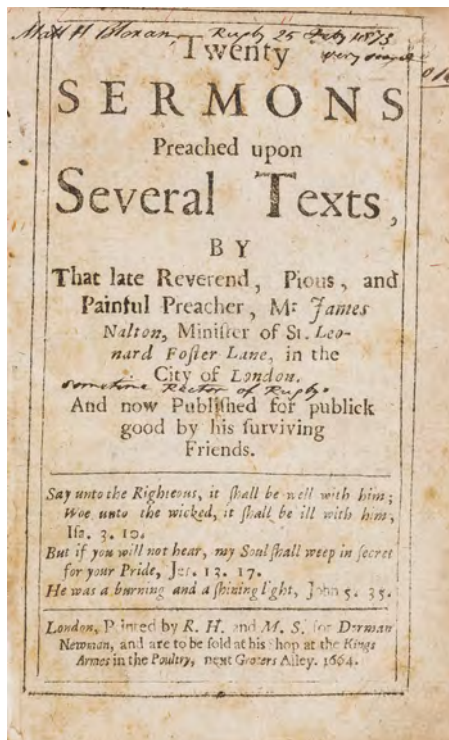 Matt H Bloxam, Rugby 25 1873
very
Twenty
SERMONS
Preached upon
Several Texts,
BY
That late Reverend, Pious, and
Painful Preacher, Mr James
Nalton, Minister of St. Leo-
nard Foster Lane, in the
City of London.
sometime Rector of Rugby.
And now Published for publick
good by his surviving
Friends.
Say unto the Righteous, it shall be well with him;
Woe unto the wicked, it shall be ill with him,
Isa. 3. 10.
But if you will not hear, my Soul shall weep in secret
for your Pride, Jer. 13. 17.
He was a burning and a shining light, John 5. 35.
London, Printed by R. H. and M. S. for Dorman
Newman, and are to be sold at his shop at the Kings
Armes in the Poultry, next Grocers Alley. 1664.